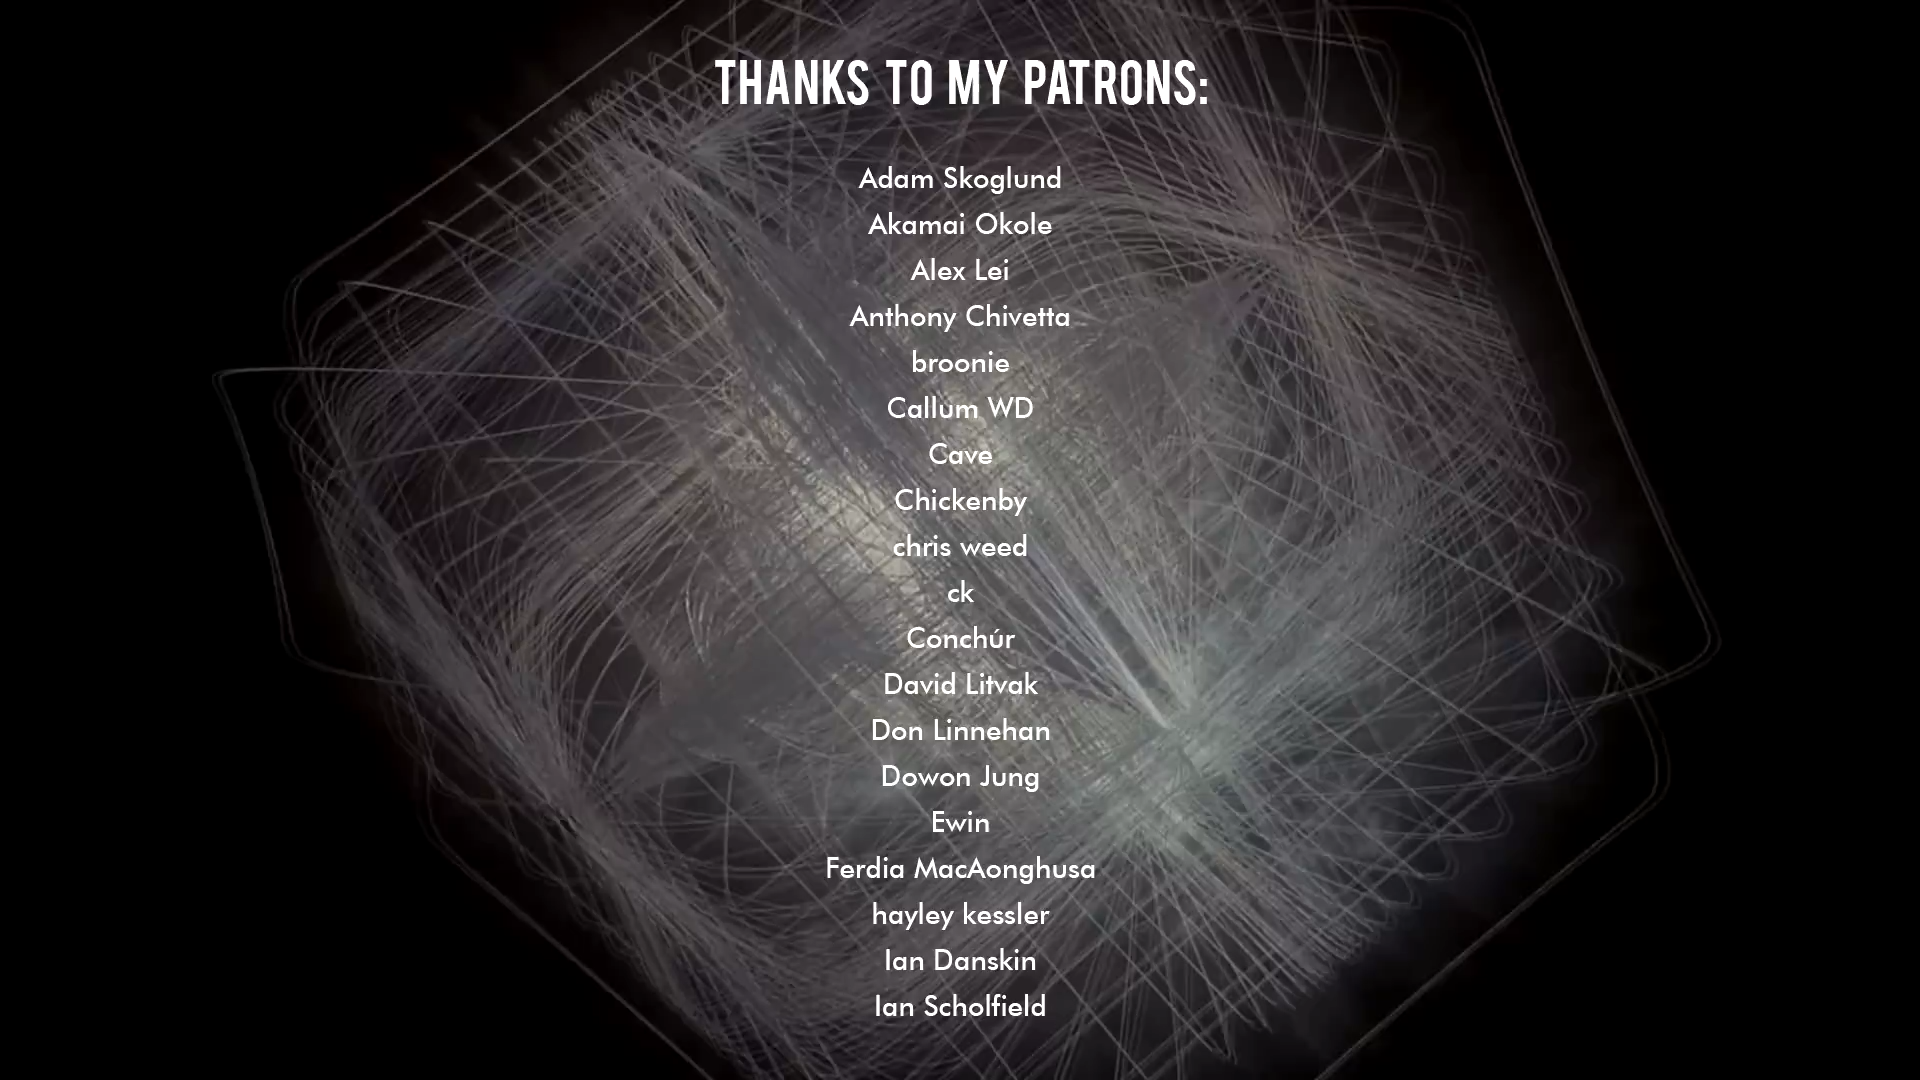 THANKS TO MY PATRONS:
Adam Skoglund
Akamai Okole
Alex Lei
Anthony Chivetta
broonie
Callum WD
Cave
Chickenby
chris weed
ck
Conchúr
David Litvak
Don Linnehan
Dowon Jung
Ewin
Ferdia MacAonghusa
hayley kessler
Ian Danskin
Ian Scholfield